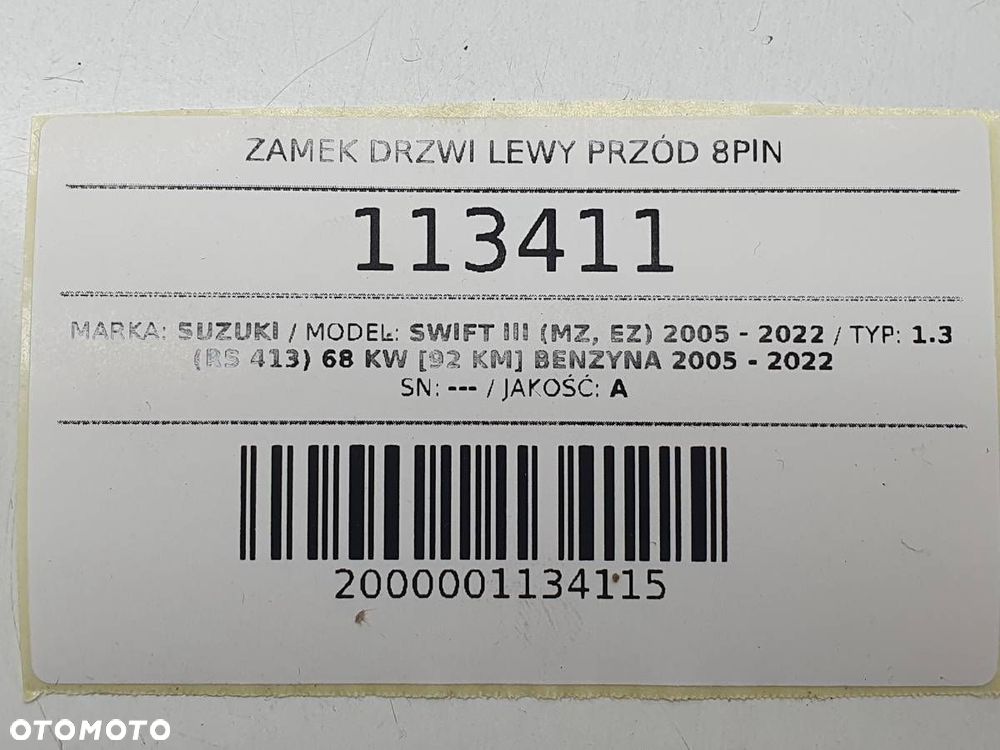 ZAMEK DRZWI LEWY PRZÓD 8PIN
113411
MARKA: SUZUKI / MODEL: SWIFT III (MZ, EZ) 2005 - 2022 / TYP: 1.3
(RS 413) 68 KW [92 KM] BENZYNA 2005 - 2022
SN: --- / JAKOŚĆ: A
2000001134115
OTOMOTO